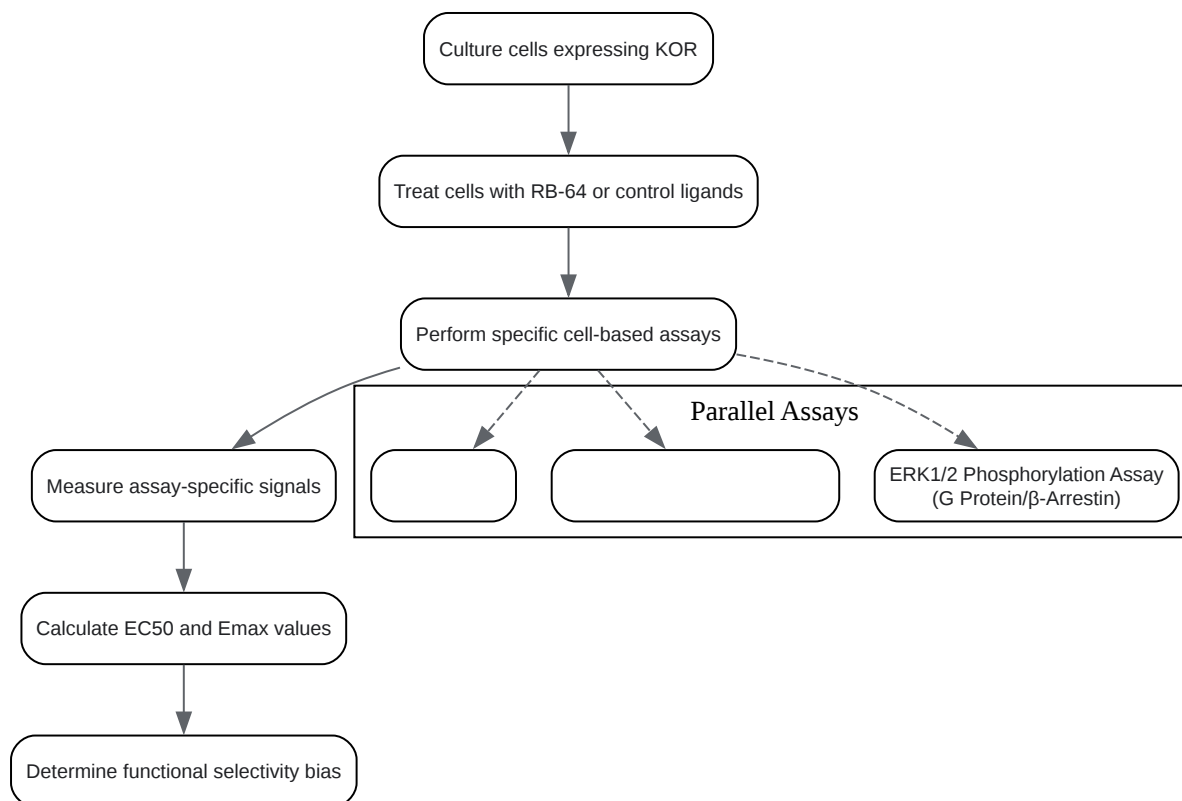 Culture cells expressing KOR
Treat cells with RB-64 or control ligands
Perform specific cell-based assays
Parallel Assays
Measure assay-specific signals
ERK1/2 Phosphorylation Assay
(G Protein/β-Arrestin)
Calculate EC50 and Emax values
Determine functional selectivity bias